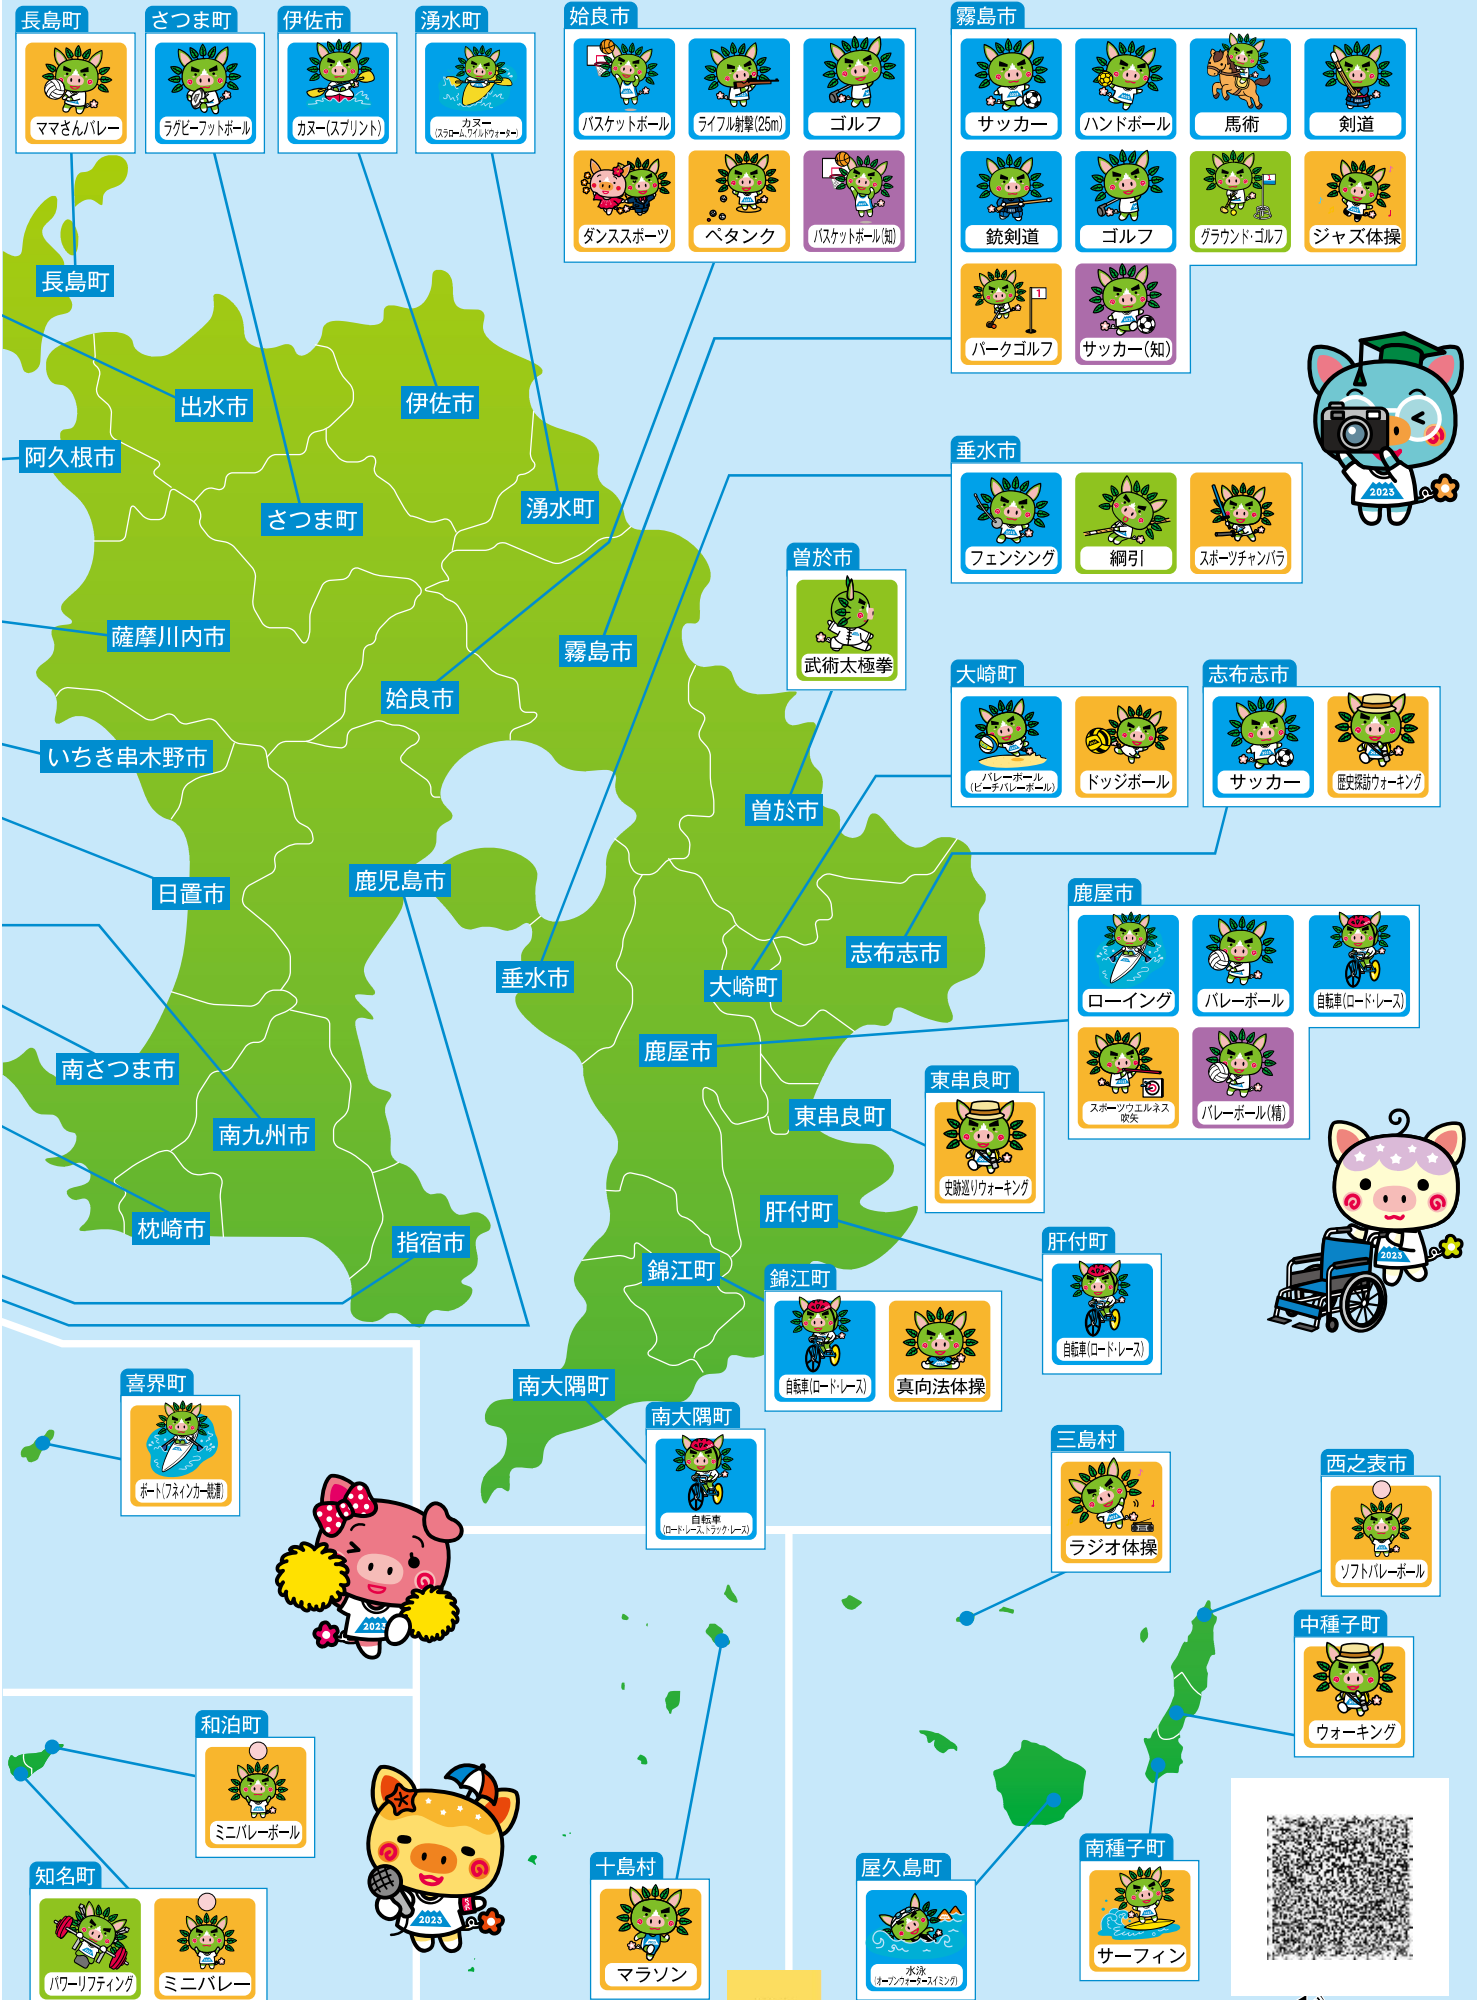 長島町
ママさんバレー
さつま町
ラグビーフットボール
伊佐市
カヌー(スプリント)
湧水町
カヌー
(スラローム、ワイルドウォーター)
姶良市
バスケットボール
ライフル射撃(25m)
ゴルフ
ダンススポーツ
ペタンク
バスケットボール(知)
霧島市
サッカー
ハンドボール
馬術
剣道
銃剣道
ゴルフ
グラウンド・ゴルフ
ジャズ体操
1
パークゴルフ
サッカー(知)
長島町
出水市
伊佐市
阿久根市
さつま町
湧水町
薩摩川内市
霧島市
姶良市
いちき串木野市
曽於市
日置市
鹿児島市
垂水市
大崎町
志布志市
鹿屋市
南さつま市
南九州市
東串良町
枕崎市
指宿市
肝付町
錦江町
南大隅町
垂水市
フェンシング
綱引
スポーツチャンバラ
2023
曽於市
武術太極拳
大崎町
バレーボール
(ビーチバレーボール)
ドッジボール
志布志市
サッカー
歴史探訪ウォーキング
鹿屋市
ローイング
バレーボール
自転車(ロード・レース)
スポーツウエルネス
吹矢
バレーボール(精)
東串良町
史跡巡りウォーキング
肝付町
自転車(ロード・レース)
2023
錦江町
自転車(ロード・レース)
真向法体操
南大隅町
自転車
(ロード・レース、トラック・レース)
喜界町
ボート(フネィンカー競漕)
2023
三島村
ラジオ体操
西之表市
ソフトバレーボール
中種子町
ウォーキング
和泊町
ミニバレーボール
知名町
パワーリフティング
ミニバレー
2023
十島村
マラソン
屋久島町
水泳
(オープンウォータースイミング)
南種子町
サーフィン